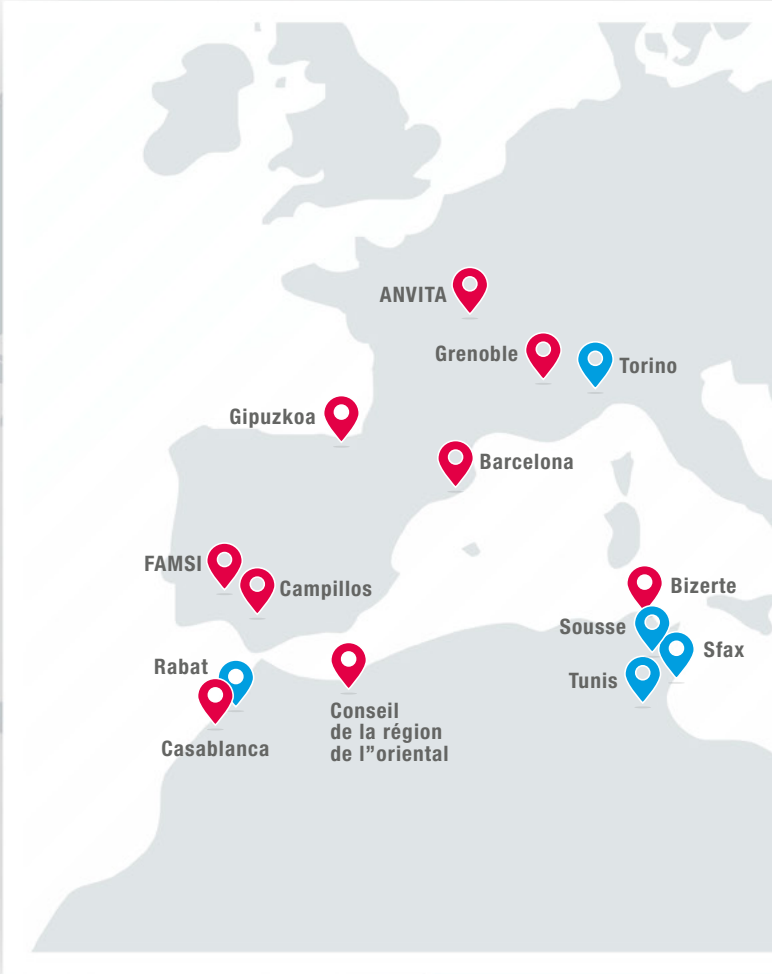 ANVITA
Grenoble
Torino
Gipuzkoa
Barcelona
FAMSI
Campillos
Bizerte
Sousse
Sfax
Rabat
Tunis
Conseil
de la région
de l”oriental
Casablanca